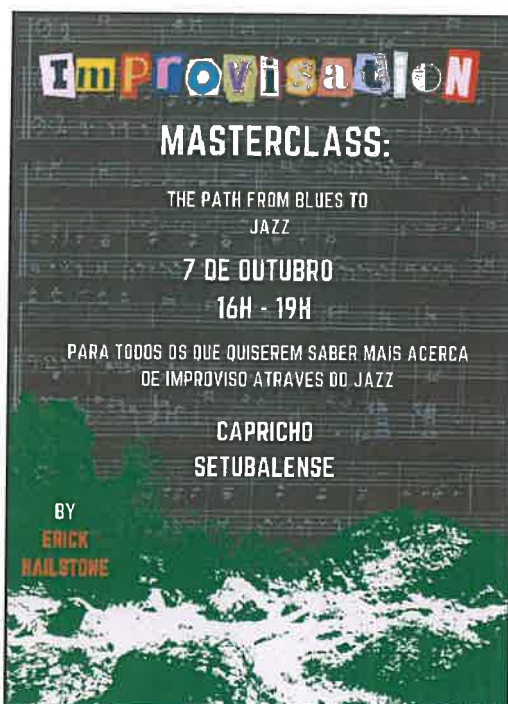 ImprovisatioN
MASTERCLASS:
THE PATH FROM BLUES TO
JAZZ
7 DE OUTUBRO
16H - 19H
PARA TODOS OS QUE QUISEREM SABER MAIS ACERCA
DE IMPROVISO ATRAVES DO JAZZ
CAPRICHO
SETUBALENSE
BY
ERICK
HAILSTONE